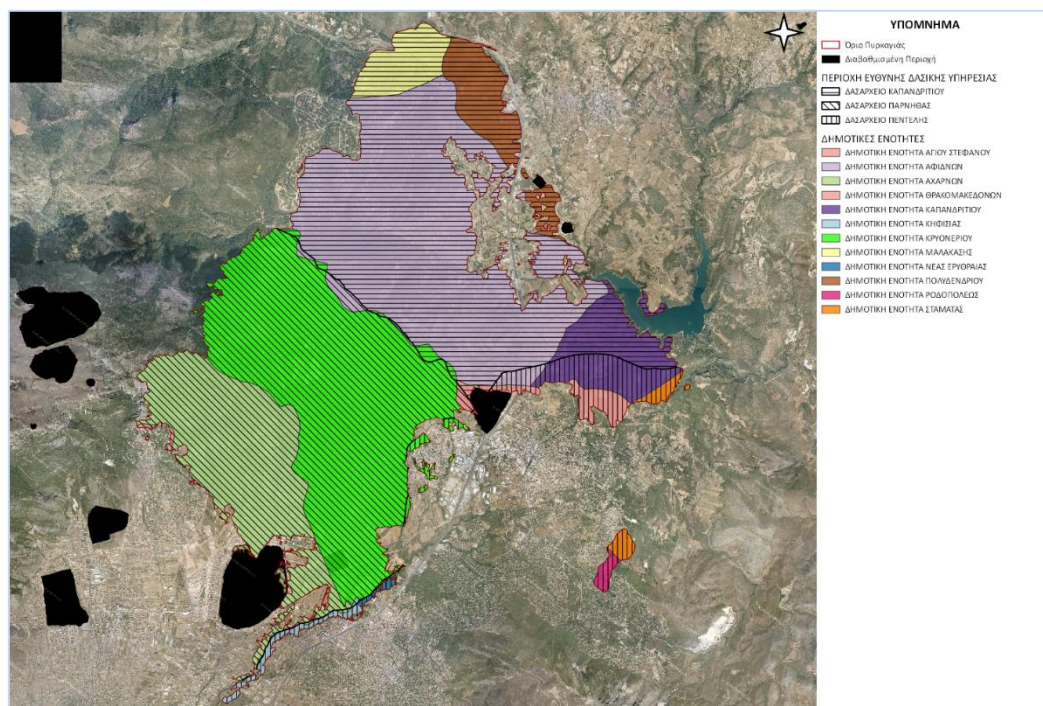 ΥΠΟΜΝΗΜΑ
Όριο Πυρκαγιάς
Διαβαθμισμένη Περιοχή
ΠΕΡΙΟΧΗ ΕΥΘΥΝΗΣ ΔΑΣΙΚΗΣ ΥΠΗΡΕΣΙΑΣ
ΔΑΣΑΡΧΕΙΟ ΚΑΠΑΝΔΡΙΤΙΟΥ
ΔΑΣΑΡΧΕΙΟ ΠΑΡΝΗΘΑΣ
ΔΑΣΑΡΧΕΙΟ ΠΕΝΤΕΛΗΣ
ΔΗΜΟΤΙΚΕΣ ΕΝΟΤΗΤΕΣ
ΔΗΜΟΤΙΚΗ ΕΝΟΤΗΤΑ ΑΓΙΟΥ ΣΤΕΦΑΝΟΥ
ΔΗΜΟΤΙΚΗ ΕΝΟΤΗΤΑ ΑΦΙΔΝΩΝ
ΔΗΜΟΤΙΚΗ ΕΝΟΤΗΤΑ ΑΧΑΡΝΩΝ
ΔΗΜΟΤΙΚΗ ΕΝΟΤΗΤΑ ΘΡΑΚΟΜΑΚΕΔΟΝΩΝ
ΔΗΜΟΤΙΚΗ ΕΝΟΤΗΤΑ ΚΑΠΑΝΔΡΙΤΙΟΥ
ΔΗΜΟΤΙΚΗ ΕΝΟΤΗΤΑ ΚΗΦΙΣΙΑΣ
ΔΗΜΟΤΙΚΗ ΕΝΟΤΗΤΑ ΚΡΥΟΝΕΡΙΟΥ
ΔΗΜΟΤΙΚΗ ΕΝΟΤΗΤΑ ΜΑΛΑΚΑΣΗΣ
ΔΗΜΟΤΙΚΗ ΕΝΟΤΗΤΑ ΝΕΑΣ ΕΡΥΘΡΑΙΑΣ
ΔΗΜΟΤΙΚΗ ΕΝΟΤΗΤΑ ΠΟΛΥΔΕΝΔΡΙΟΥ
ΔΗΜΟΤΙΚΗ ΕΝΟΤΗΤΑ ΡΟΔΟΠΟΛΕΩΣ
ΔΗΜΟΤΙΚΗ ΕΝΟΤΗΤΑ ΣΤΑΜΑΤΑΣ